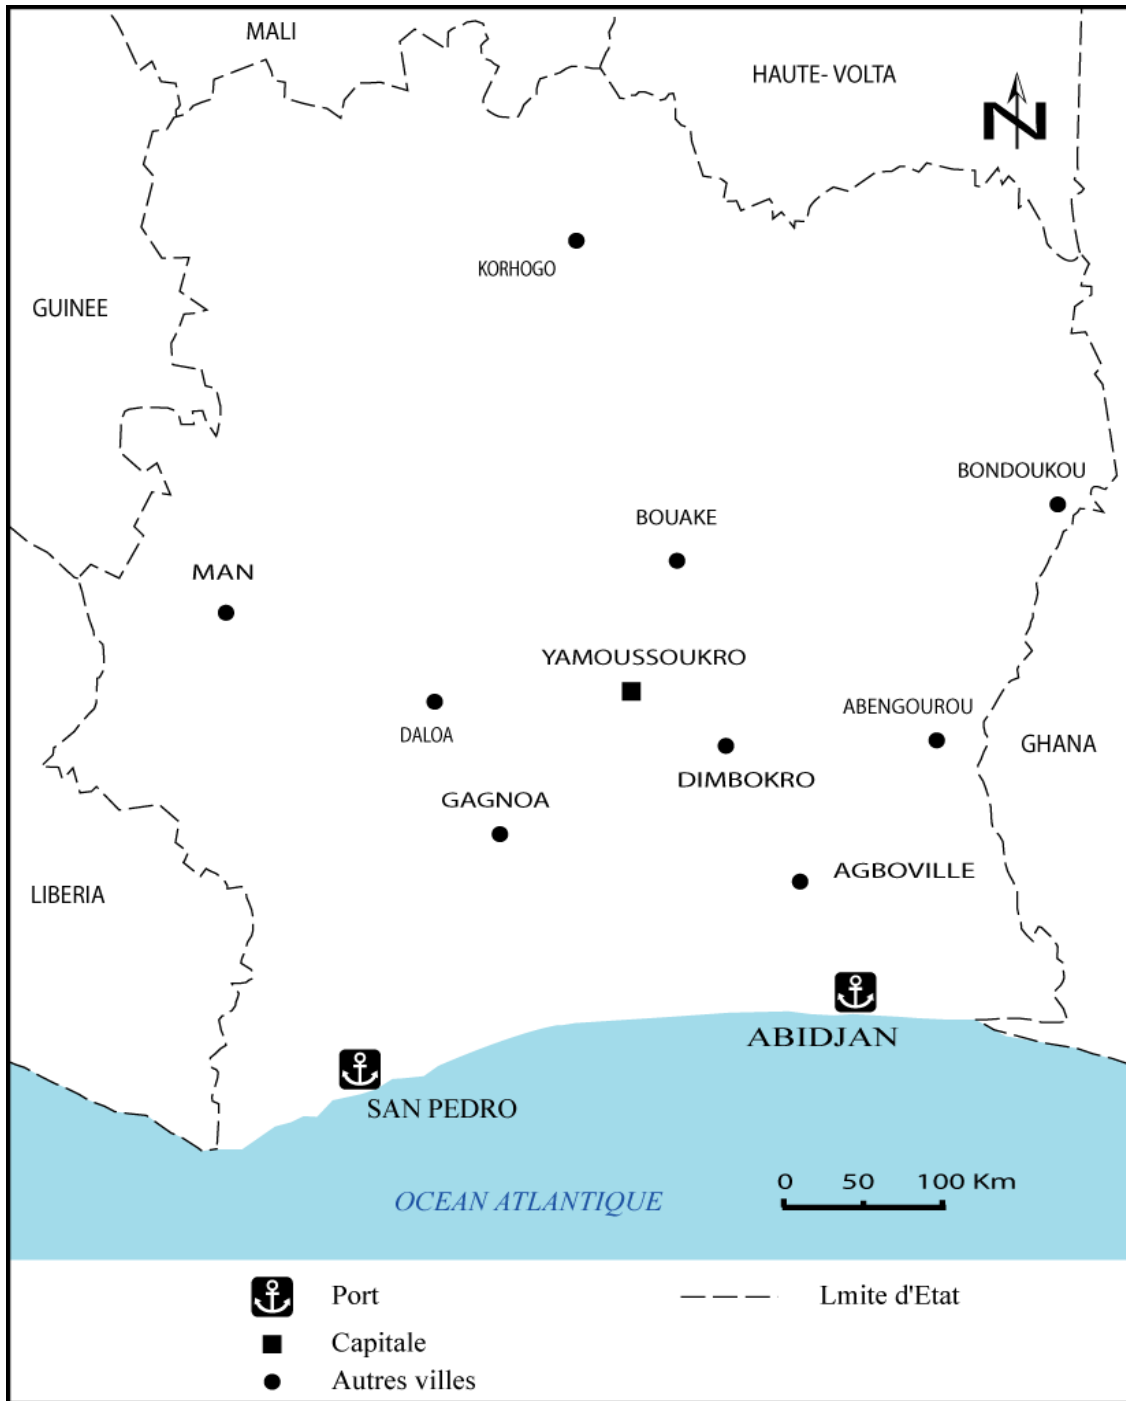 MALI
HAUTE- VOLTA
N
KORHOGO
GUINEE
BONDOUKOU
BOUAKE
MAN
YAMOUSSOUKRO
ABENGOUROU
DALOA
GHANA
DIMBOKRO
GAGNOA
AGBOVILLE
LIBERIA
ABIDJAN
SAN PEDRO
OCEAN ATLANTIQUE
0 50 100 Km
Port
Lmite d'Etat
Capitale
Autres villes